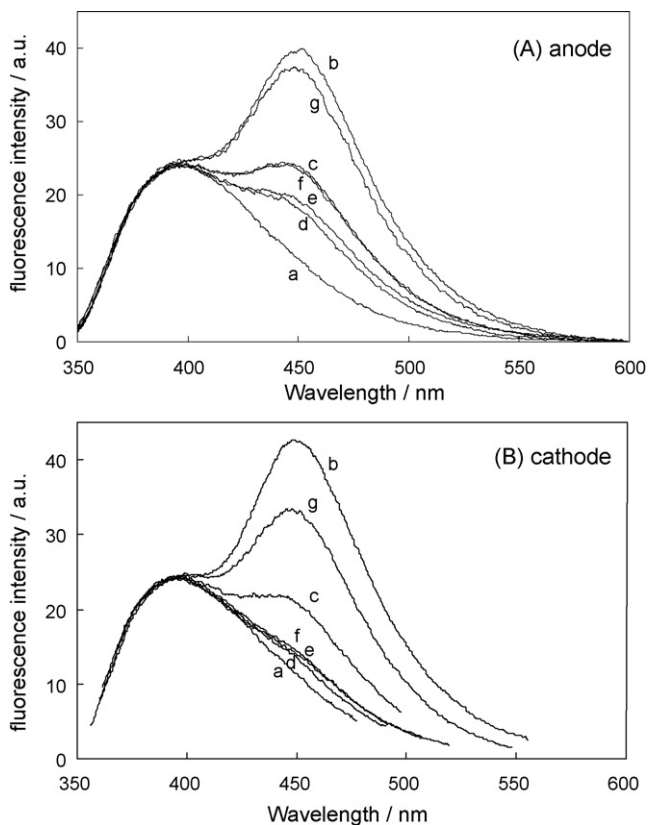 (A) anode
fluorescence intensity / a.u.
40
30
20
10
0
b
g
c
f
e
d
a
350 400 450 500 550 600
Wavelength / nm
(B) cathode
fluorescence intensity / a.u.
40
30
20
10
0
b
g
c
f
e
d
a
350 400 450 500 550 600
Wavelength / nm